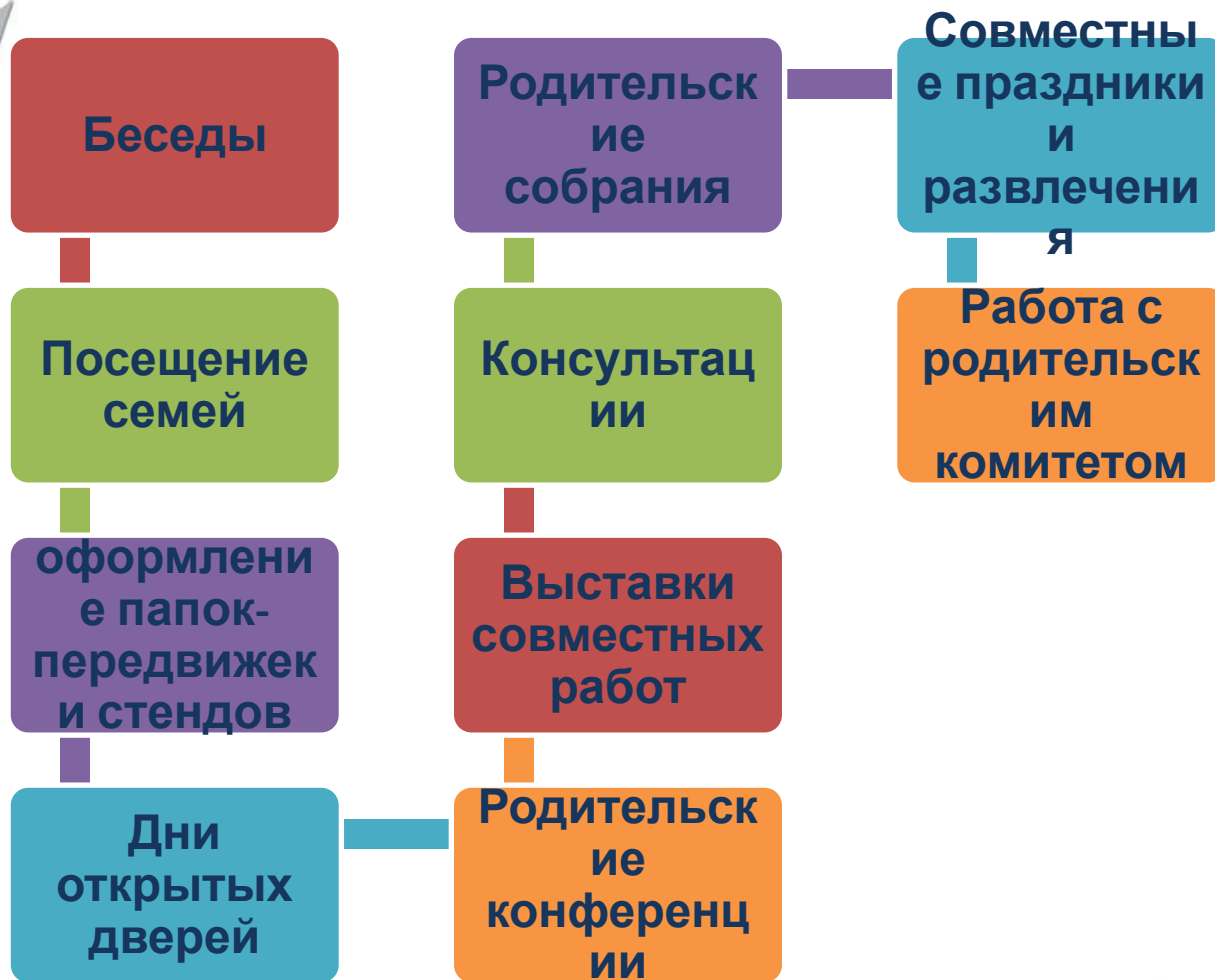 Беседы
Посещение
семей
оформлени
е папок-
передвижек
и стендов
Дни
открытых
дверей
Родительск
ие
конференц
ии
Выставки
совместных
работ
Консультац
ии
Родительск
ие
собрания
Совместны
е праздники
и
развлечени
я
Работа с
родительск
им
комитетом